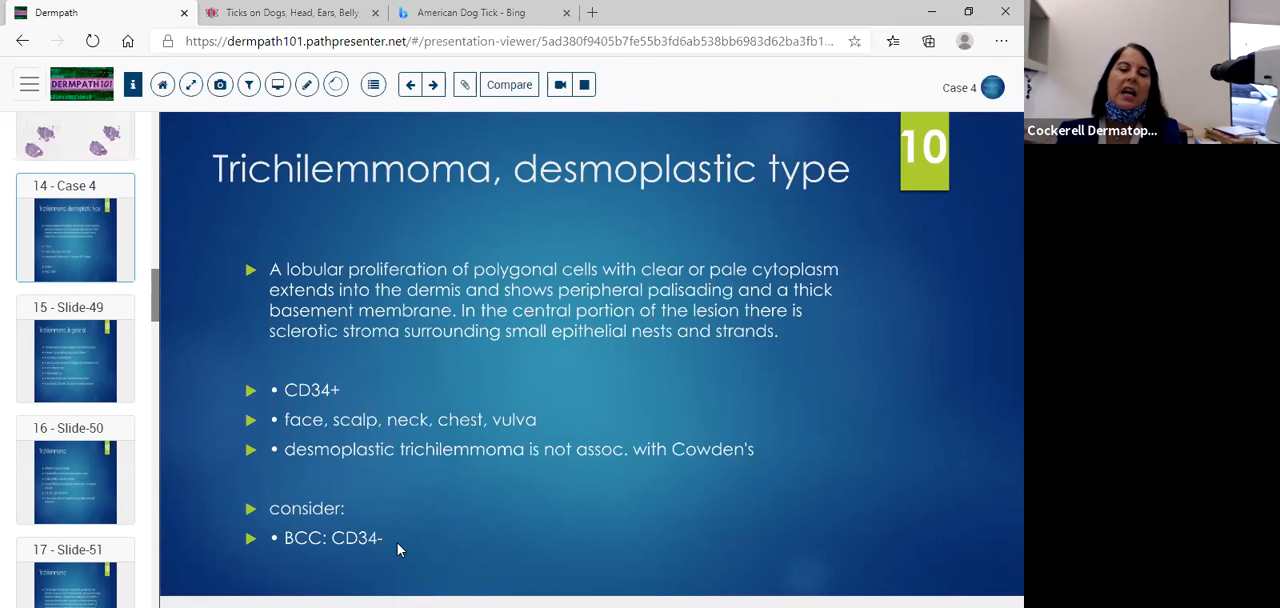 Dermpath
Ticks on Dogs, Head, Ears, Belly
American Dog Tick - Bing
https://dermpath101.pathpresenter.net/#/presentation-viewer/5ad380f9405b7fe55b3fd6ab538bb6983d62ba3fb1...
DERMPATH 101
Compare
Case 4
Cockerell Dermatop...
14 - Case 4
15 - Slide-49
16 - Slide-50
17 - Slide-51
10
Trichilemmoma, desmoplastic type
A lobular proliferation of polygonal cells with clear or pale cytoplasm
extends into the dermis and shows peripheral palisading and a thick
basement membrane. In the central portion of the lesion there is
sclerotic stroma surrounding small epithelial nests and strands.
• CD34+
• face, scalp, neck, chest, vulva
• desmoplastic trichilemmoma is not assoc. with Cowden's
consider:
• BCC: CD34-